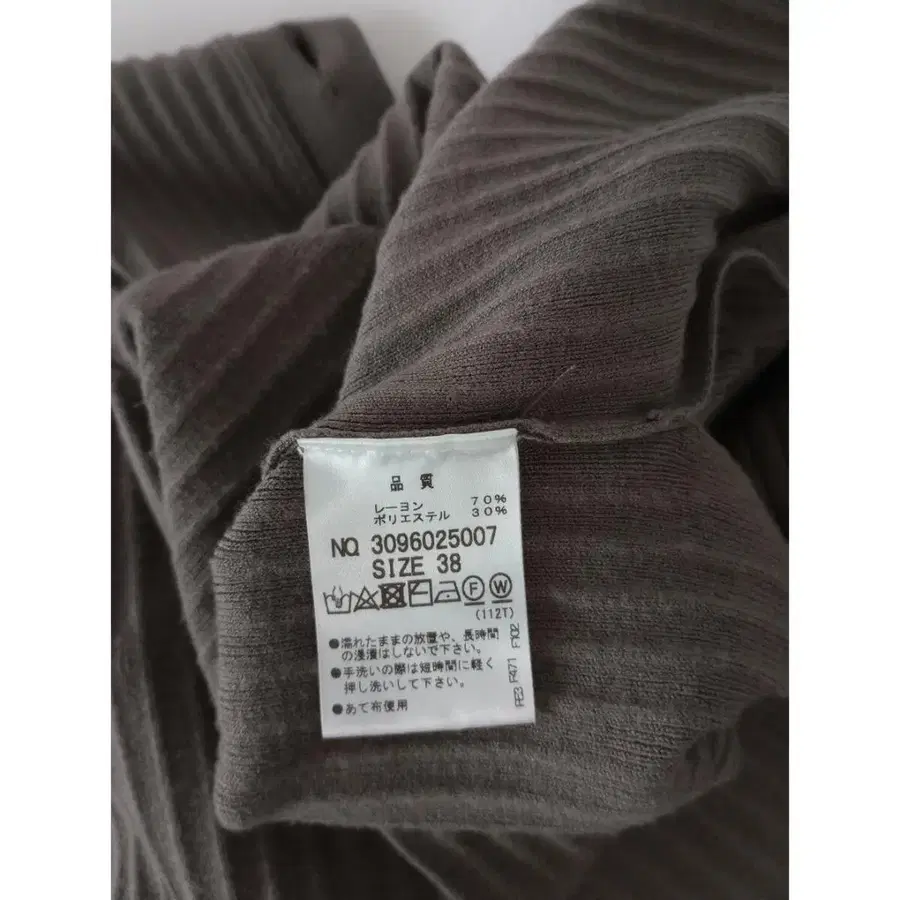 品質
レーヨン 70%
ポリエステル 30%
NO. 3096025007
SIZE 38
F W
(112T)
●濡れたままの放置や、長時間
の浸漬はしないで下さい。
●手洗いの際は短時間に軽く
押し洗いして下さい。
●あて布使用
F471 F102